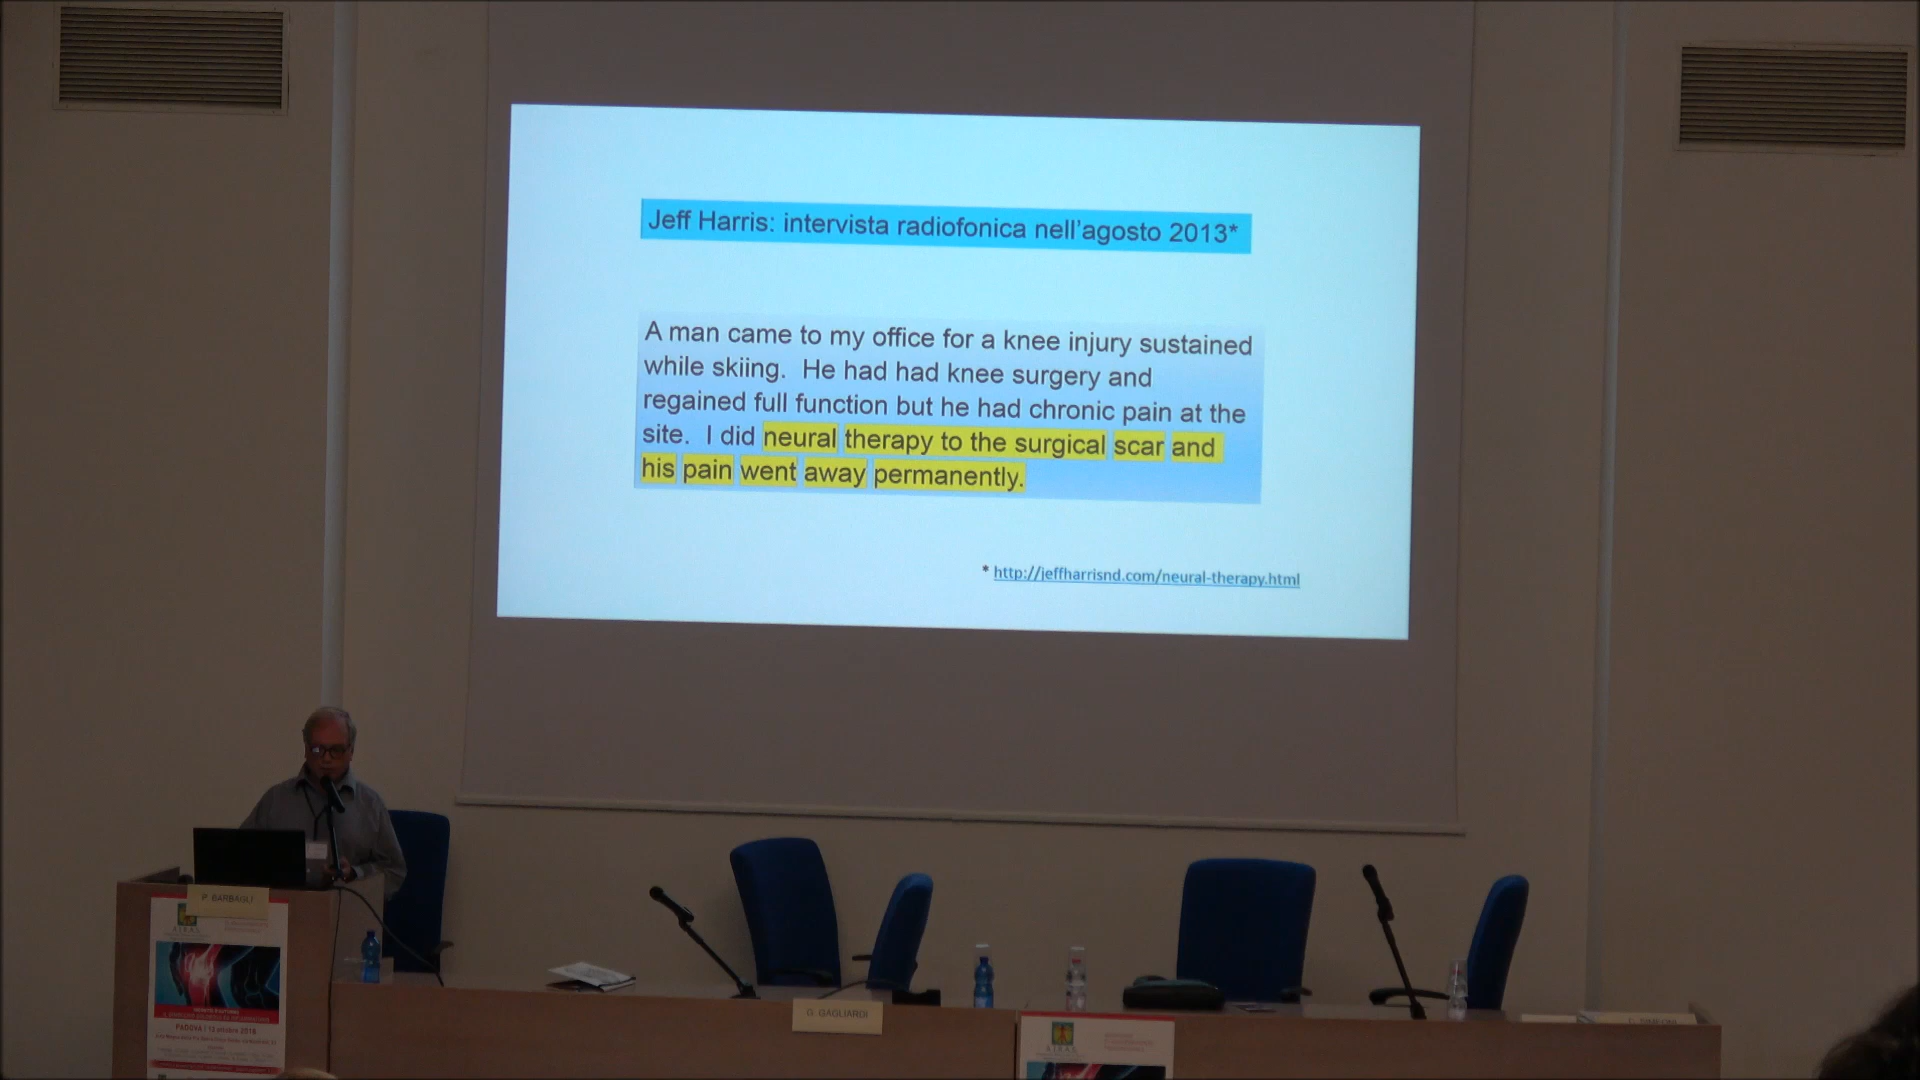 Jeff Harris: intervista radiofonica nell'agosto 2013*
A man came to my office for a knee injury sustained
while skiing. He had had knee surgery and
regained full function but he had chronic pain at the
site. I did neural therapy to the surgical scar and
his pain went away permanently.
* http://jeffharrisnd.com/neural-therapy.html
P. BARBAGLI
PADOVA
G. GAGLIARDI